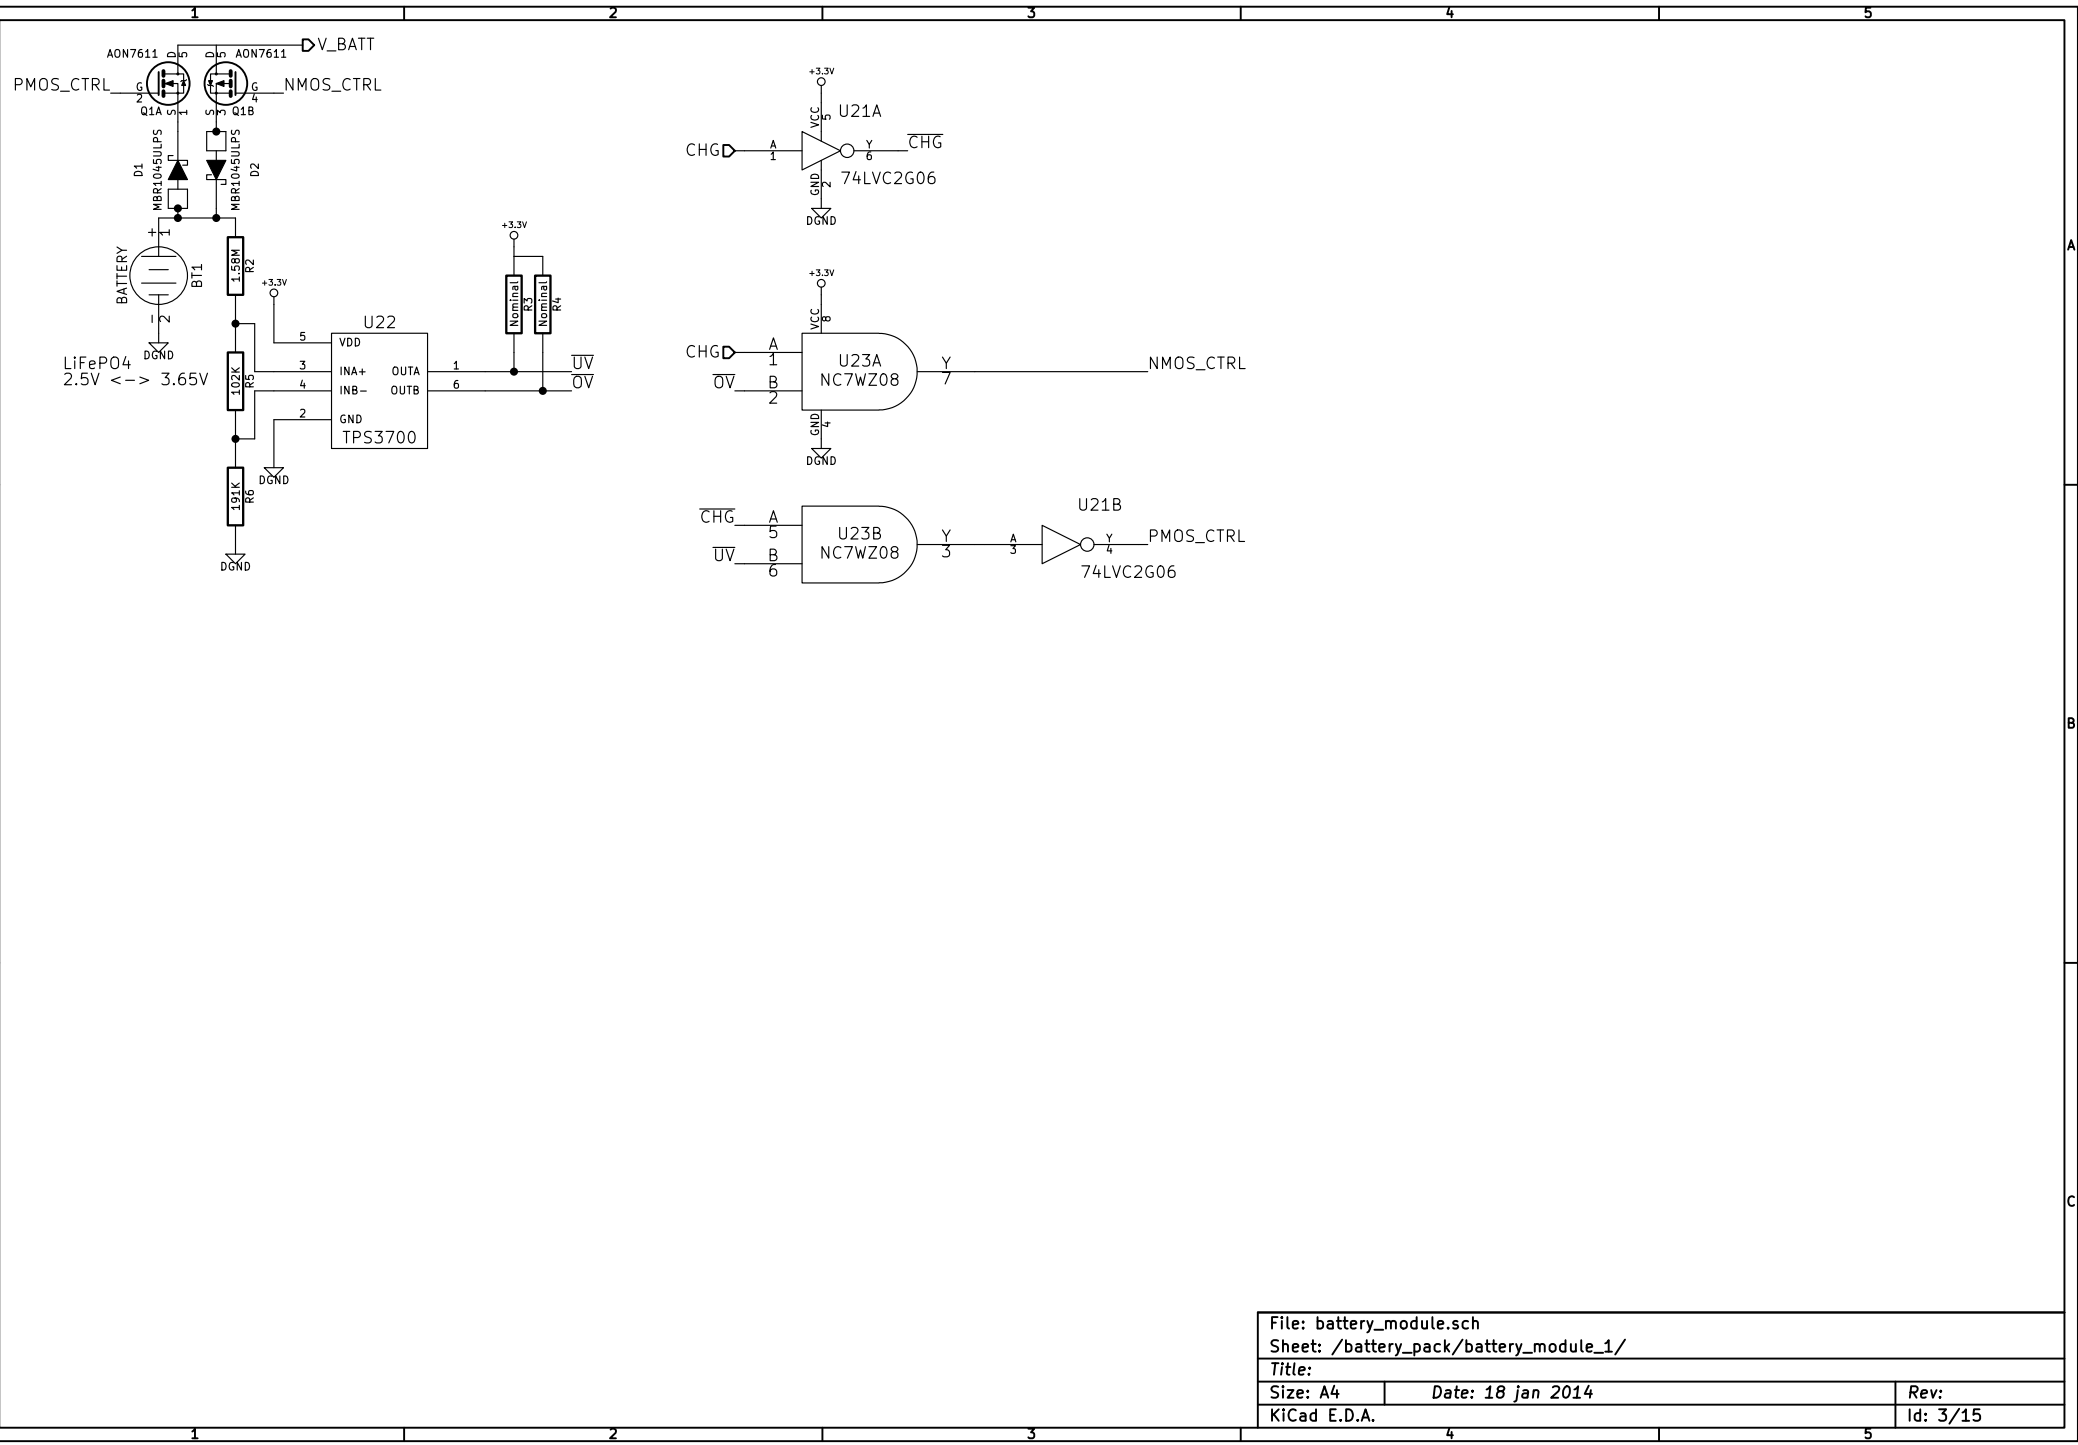 1 2 3 4 5
V_BATT
AON7611 D 5 D 5 AON7611
PMOS_CTRL G 2 G 4 NMOS_CTRL
Q1A S 1 S 3 Q1B
D1 MBR1045ULPS MBR1045ULPS D2
+ 1
BATTERY BT1
- 2
DGND
LiFePO4
2.5V <-> 3.65V
1.58M R2
102K R5
191K R6
DGND
+3.3V
U22
5 VDD
3 INA+ OUTA 1 U̅V̅
4 INB- OUTB 6 O̅V̅
2 GND
TPS3700
DGND
+3.3V
Nominal R3
Nominal R4
+3.3V
VCC 5 U21A
CHG A 1 Y 6 C̅H̅G̅
GND 2 74LVC2G06
DGND
+3.3V
VCC 8
CHG A 1 U23A Y 7 NMOS_CTRL
O̅V̅ B 2 NC7WZ08
GND 4
DGND
U21B
C̅H̅G̅ A 5 U23B Y 3 A 3 Y 4 PMOS_CTRL
U̅V̅ B 6 NC7WZ08
74LVC2G06
A
B
C
File: battery_module.sch
Sheet: /battery_pack/battery_module_1/
Title:
Size: A4 Date: 18 jan 2014 Rev:
KiCad E.D.A. Id: 3/15
1 2 3 4 5